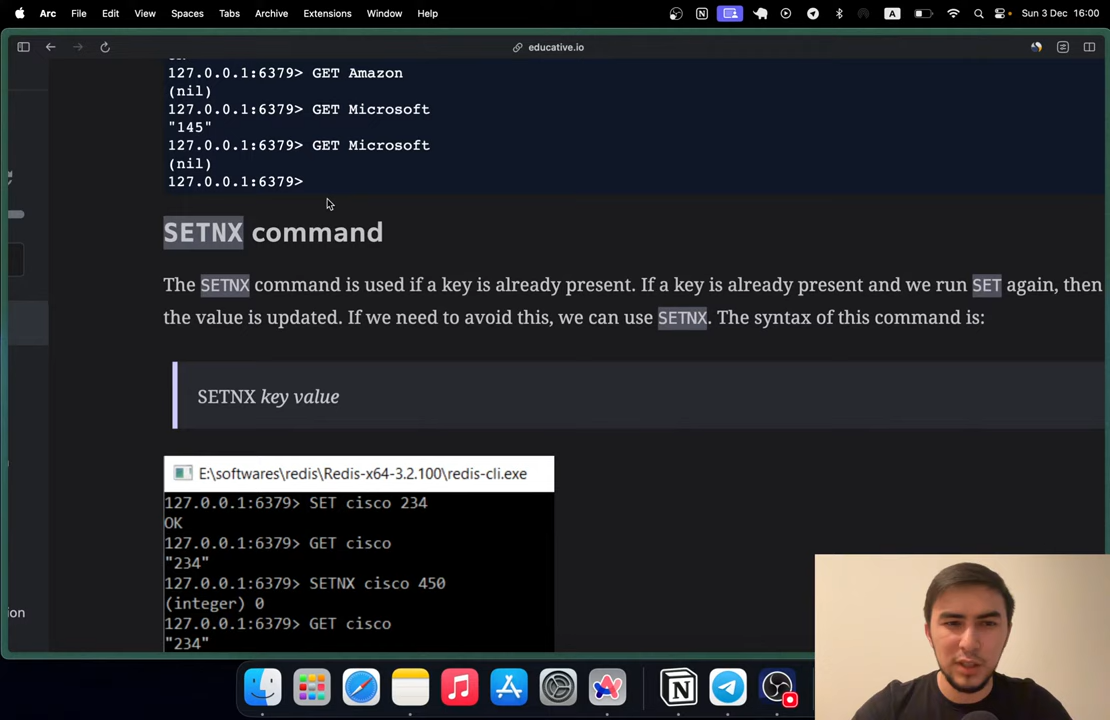 Arc File Edit View Spaces Tabs Archive Extensions Window Help A Sun 3 Dec 16:00
educative.io
127.0.0.1:6379> GET Amazon
(nil)
127.0.0.1:6379> GET Microsoft
"145"
127.0.0.1:6379> GET Microsoft
(nil)
127.0.0.1:6379>
SETNX command
The SETNX command is used if a key is already present. If a key is already present and we run SET again, then
the value is updated. If we need to avoid this, we can use SETNX. The syntax of this command is:
SETNX key value
E:\softwares\redis\Redis-x64-3.2.100\redis-cli.exe
127.0.0.1:6379> SET cisco 234
OK
127.0.0.1:6379> GET cisco
"234"
127.0.0.1:6379> SETNX cisco 450
(integer) 0
127.0.0.1:6379> GET cisco
"234"
ion